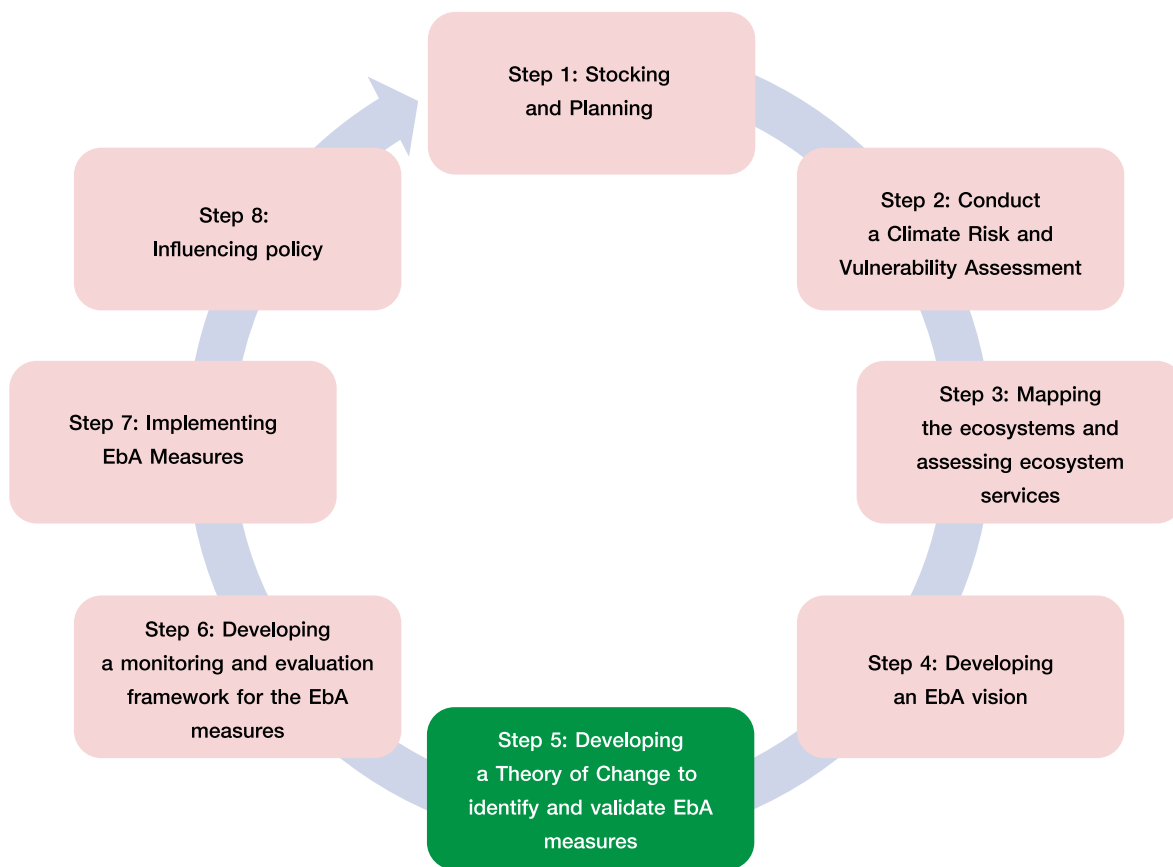 Step 1: Stocking
and Planning
Step 2: Conduct
a Climate Risk and
Vulnerability Assessment
Step 3: Mapping
the ecosystems and
assessing ecosystem
services
Step 4: Developing
an EbA vision
Step 5: Developing
a Theory of Change to
identify and validate EbA
measures
Step 6: Developing
a monitoring and evaluation
framework for the EbA
measures
Step 7: Implementing
EbA Measures
Step 8:
Influencing policy